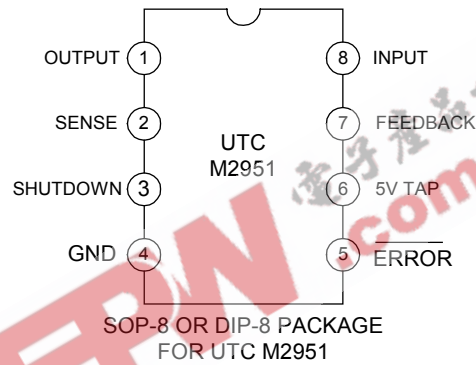 OUTPUT 1 8 INPUT
SENSE 2 7 FEEDBACK
UTC
M2951
SHUTDOWN 3 6 5V TAP
GND 4 5 ERROR
SOP-8 OR DIP-8 PACKAGE
FOR UTC M2951
.com